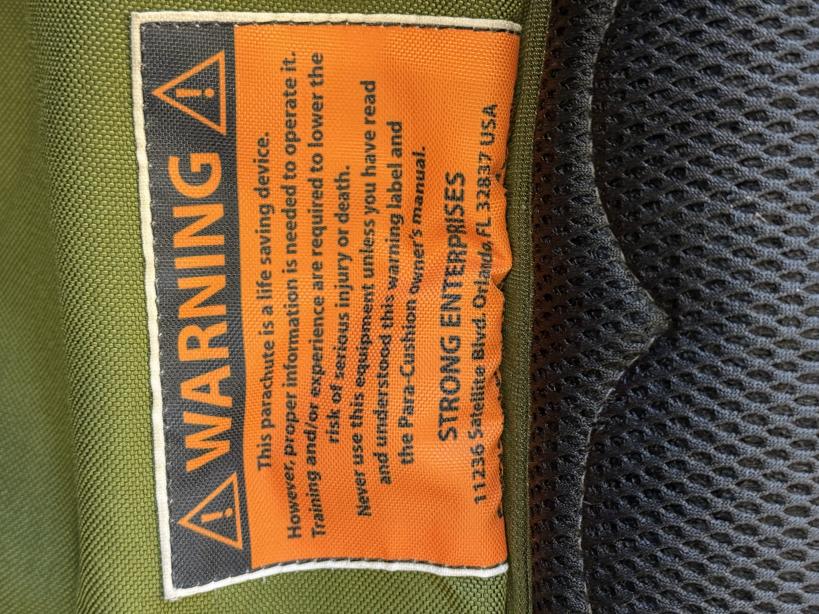 WARNING
This parachute is a life saving device.
However, proper information is needed to operate it.
Training and/or experience are required to lower the
risk of serious injury or death.
Never use this equipment unless you have read
and understood this warning label and
the Para-Cushion owner's manual.
STRONG ENTERPRISES
11236 Satellite Blvd. Orlando, FL 32837 USA